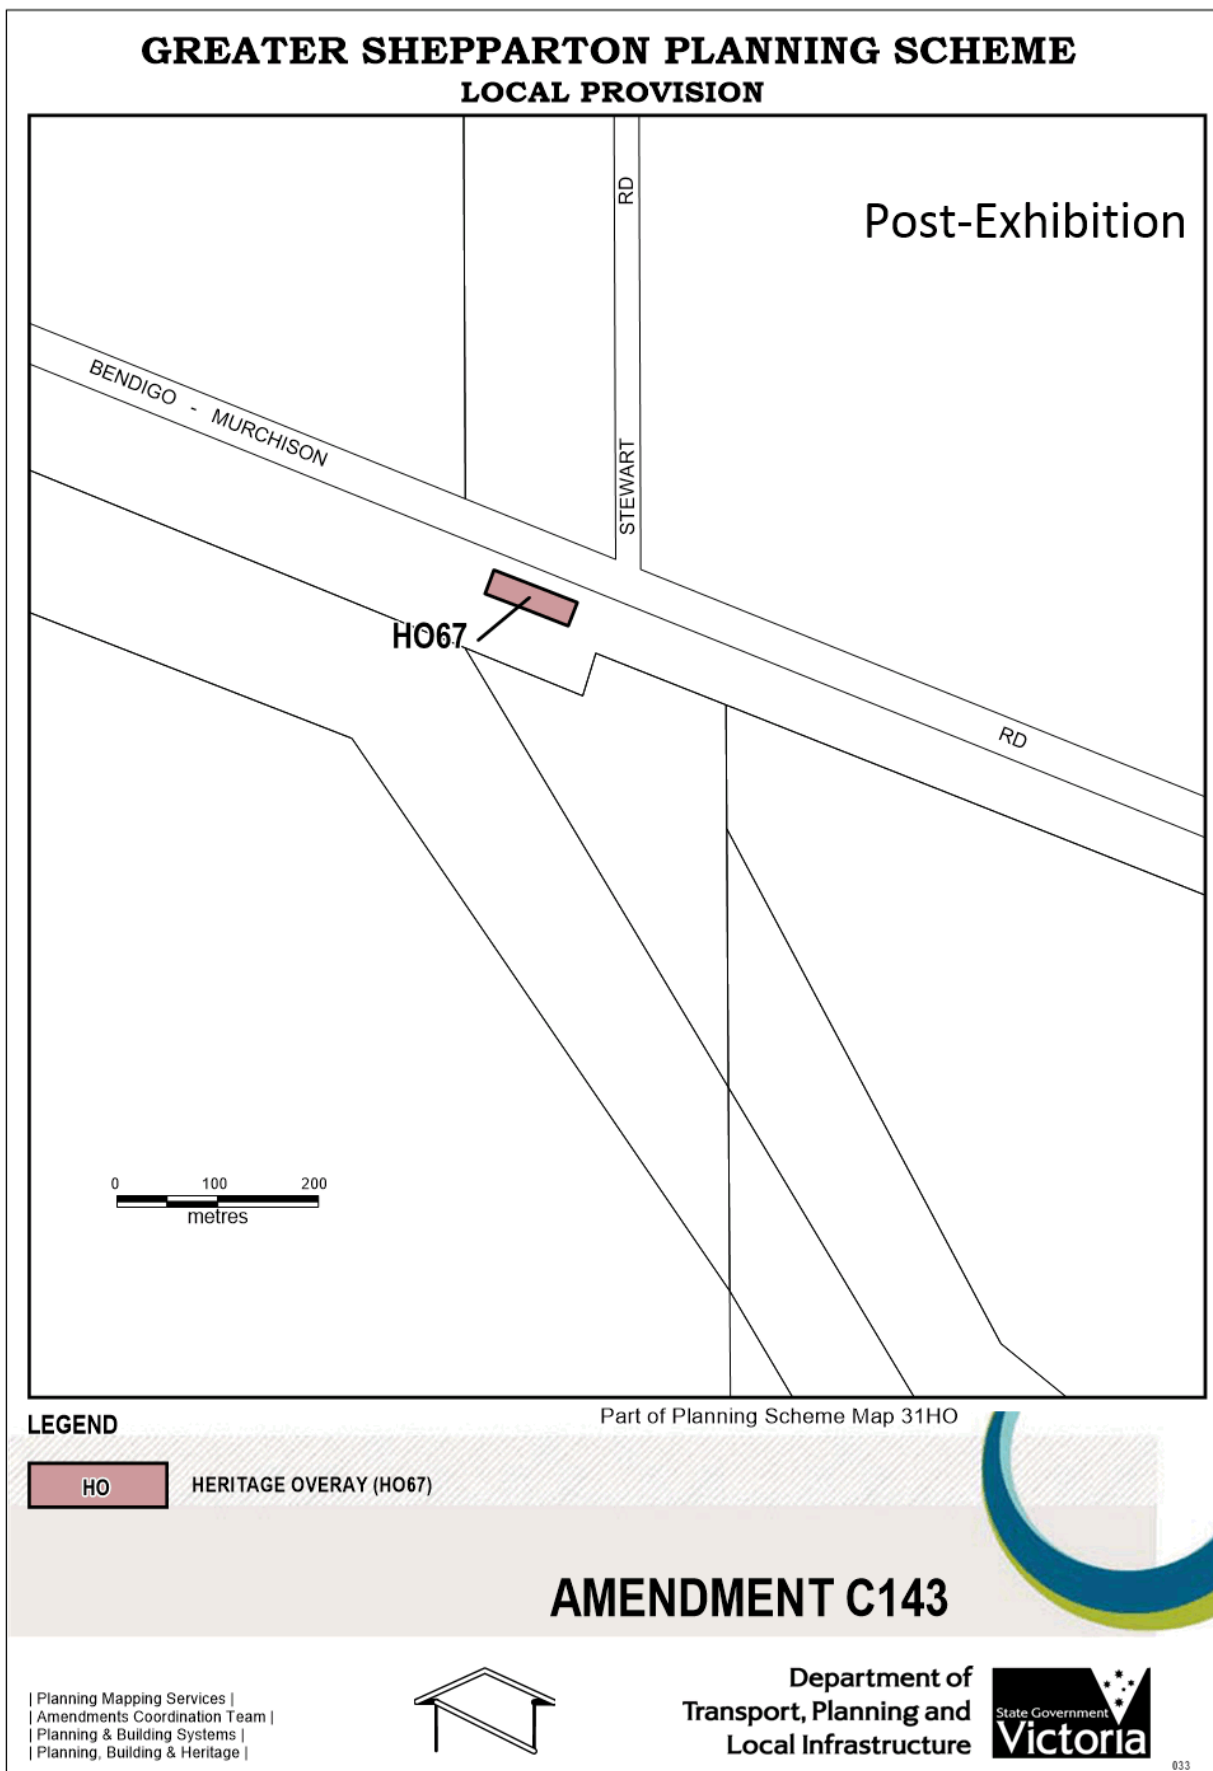 GREATER SHEPPARTON PLANNING SCHEME
LOCAL PROVISION
Post-Exhibition
RD
STEWART
BENDIGO - MURCHISON
RD
HO67
0 100 200
metres
Part of Planning Scheme Map 31HO
LEGEND
HO
HERITAGE OVERAY (HO67)
AMENDMENT C143
| Planning Mapping Services |
| Amendments Coordination Team |
| Planning & Building Systems |
| Planning, Building & Heritage |
Department of
Transport, Planning and
Local Infrastructure
State Government
Victoria
033